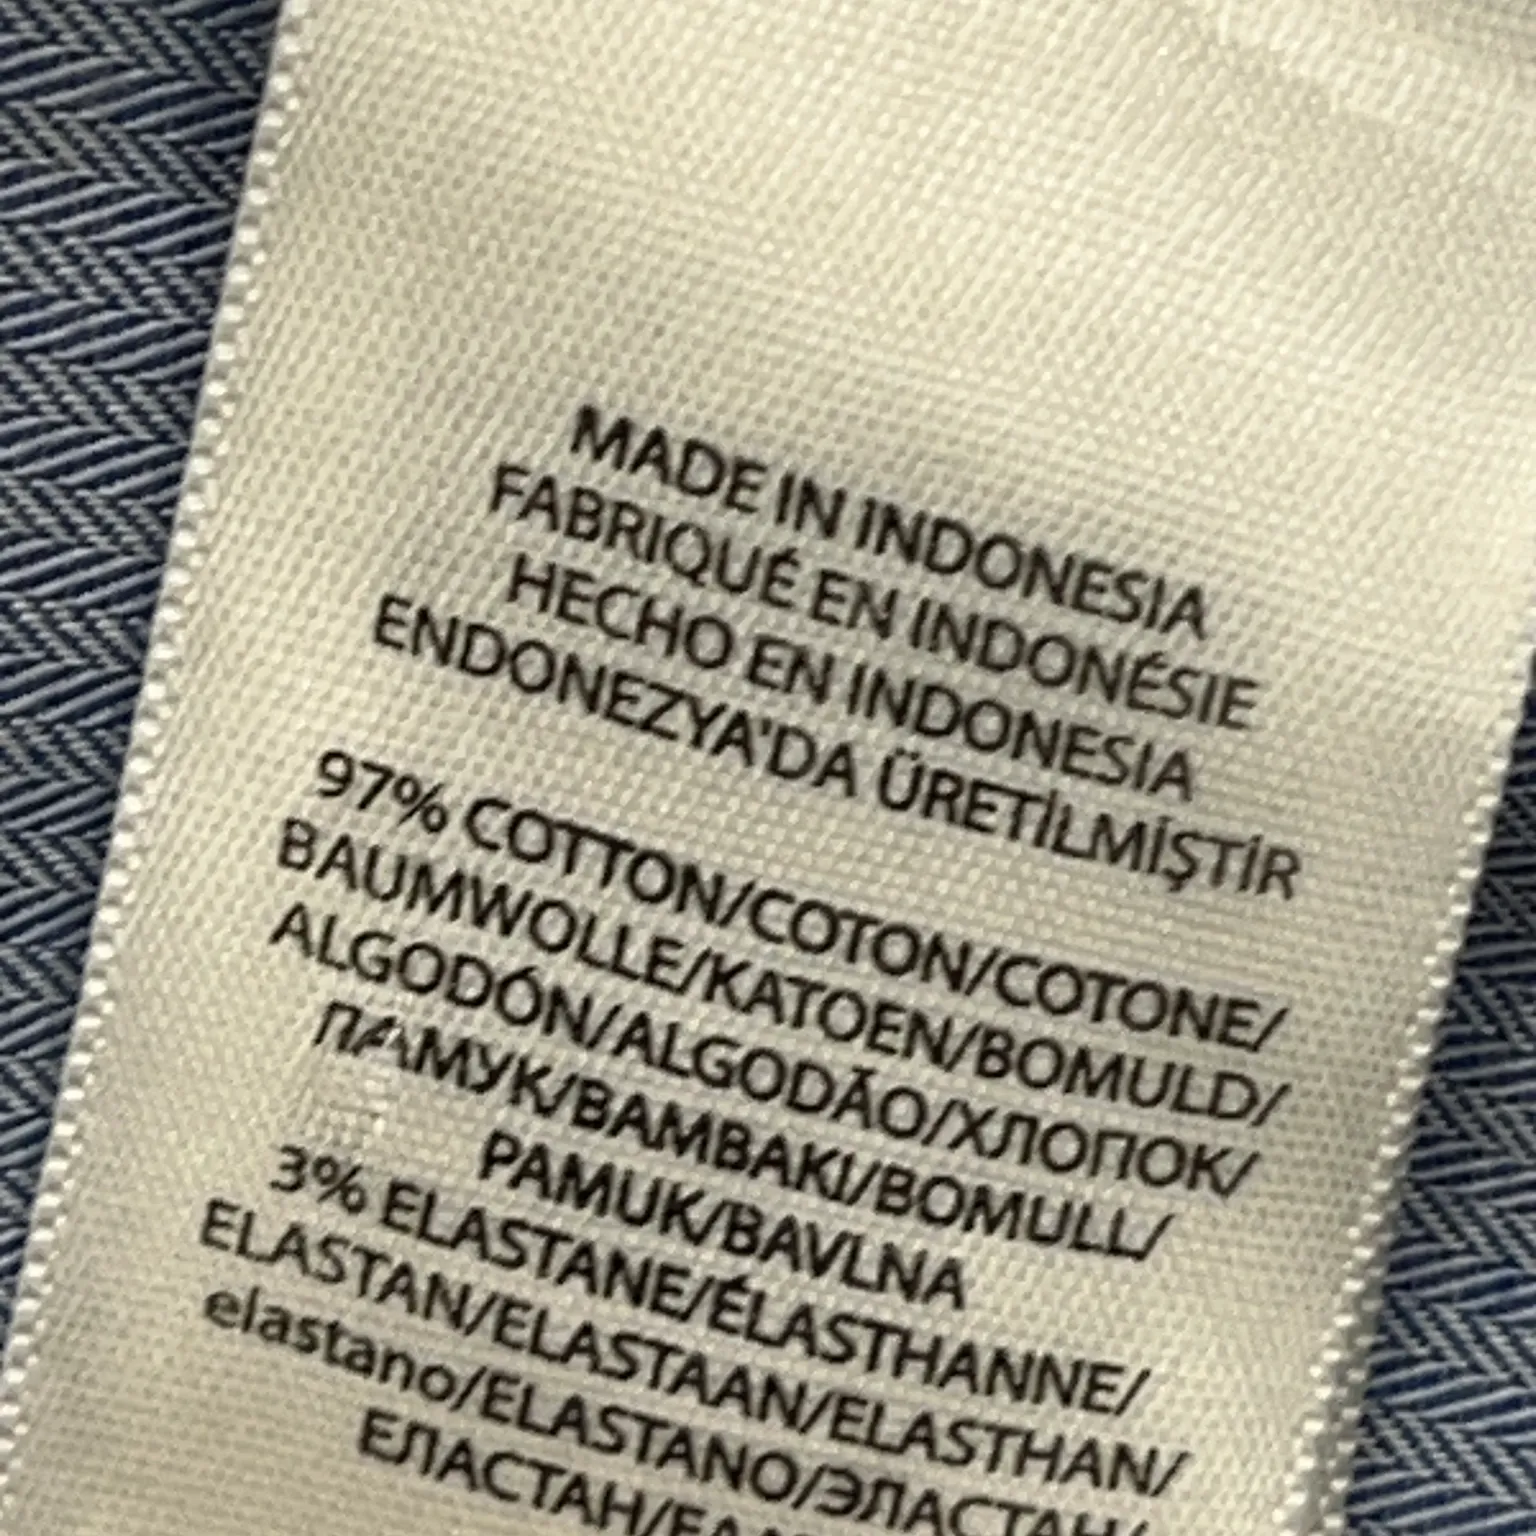 MADE IN INDONESIA
FABRIQUÉ EN INDONÉSIE
HECHO EN INDONESIA
ENDONEZYA'DA ÜRETİLMİŞTİR
97% COTTON/COTON/COTONE/
BAUMWOLLE/KATOEN/BOMULD/
ALGODÓN/ALGODÃO/ХЛОПОК/
ПАМУК/BAMBAKI/BOMULL/
PAMUK/BAVLNA
3% ELASTANE/ÉLASTHANNE/
ELASTAN/ELASTAAN/ELASTHAN/
elastano/ELASTANO/ЭЛАСТАН/
ЕЛАСТАН/